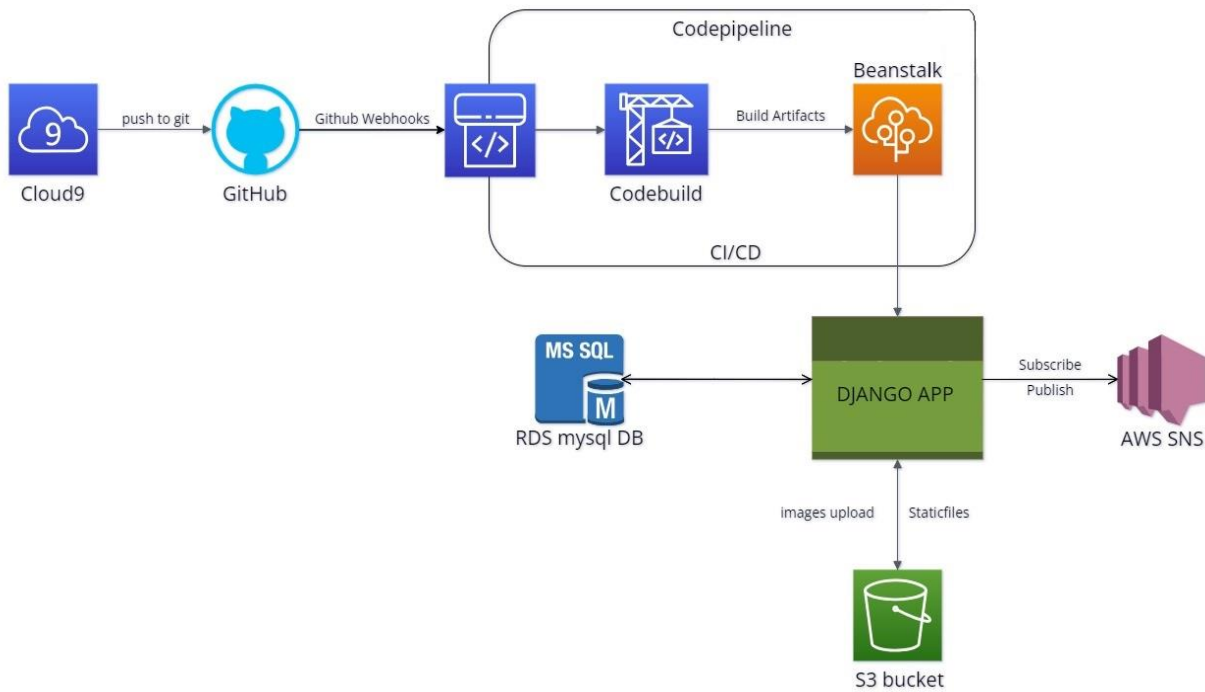 Codepipeline
Beanstalk
9
push to git
Github Webhooks
</>
</>
Build Artifacts
Cloud9
GitHub
Codebuild
CI/CD
MS SQL
M
RDS mysql DB
DJANGO APP
Subscribe
Publish
AWS SNS
images upload
Staticfiles
S3 bucket